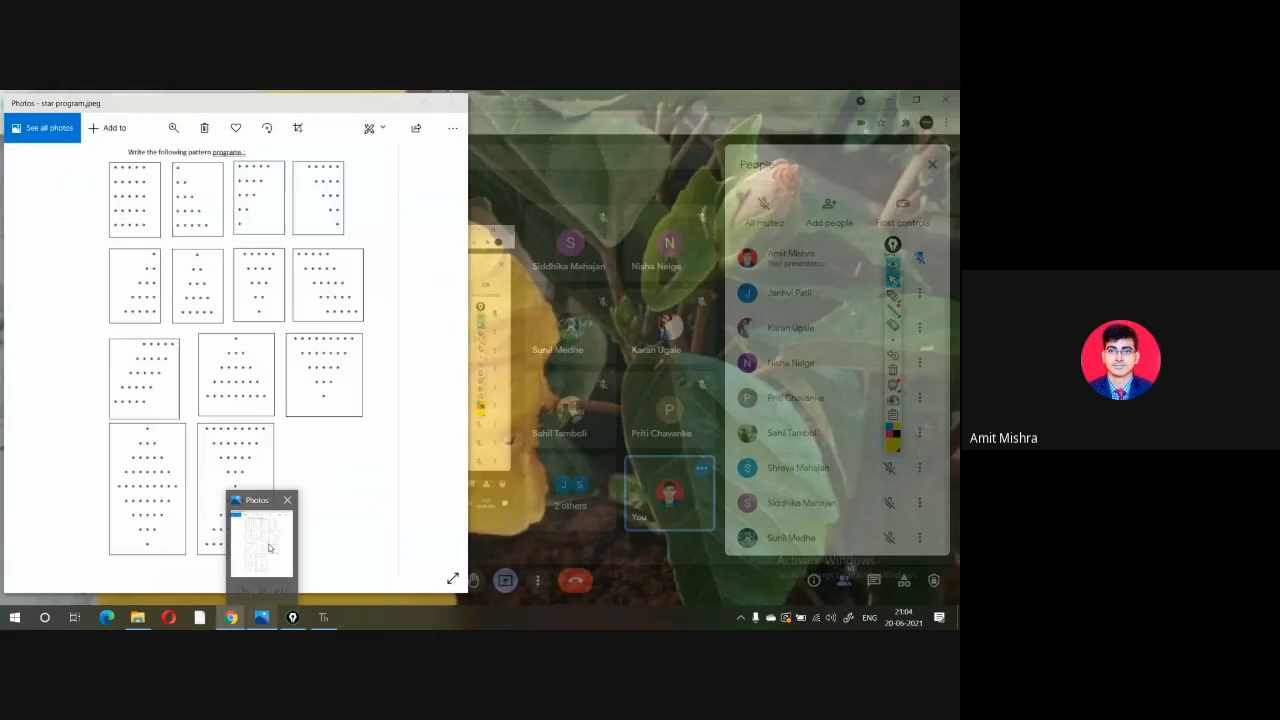 Photos - star program.jpeg
See all photos
Add to
Write the following pattern programs :
Photos
People
All muted
Add people
Host controls
Amit Mishra
Your presentation
Janhvi Patil
Karan Ugale
Nisha Nelge
Priti Chavanke
Sahil Tamboli
Shreya Mahajan
Siddhika Mahajan
Sunil Medhe
S
Siddhika Mahajan
N
Nisha Nelge
Sunil Medhe
Karan Ugale
Sahil Tamboli
P
Priti Chavanke
J S
2 others
You
J
N
P
S
S
Activate Windows
10
Th
ENG
21:04
20-06-2021
Amit Mishra